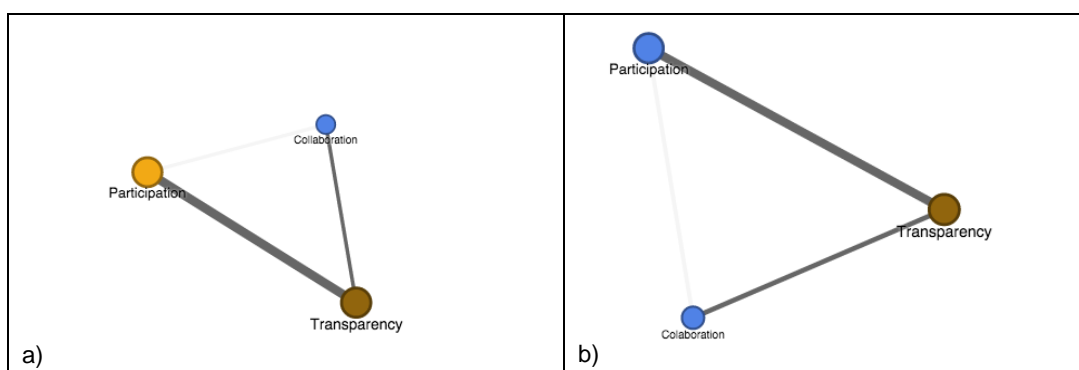 Collaboration
Participation
Transparency
a)
Participation
Transparency
Colaboration
b)